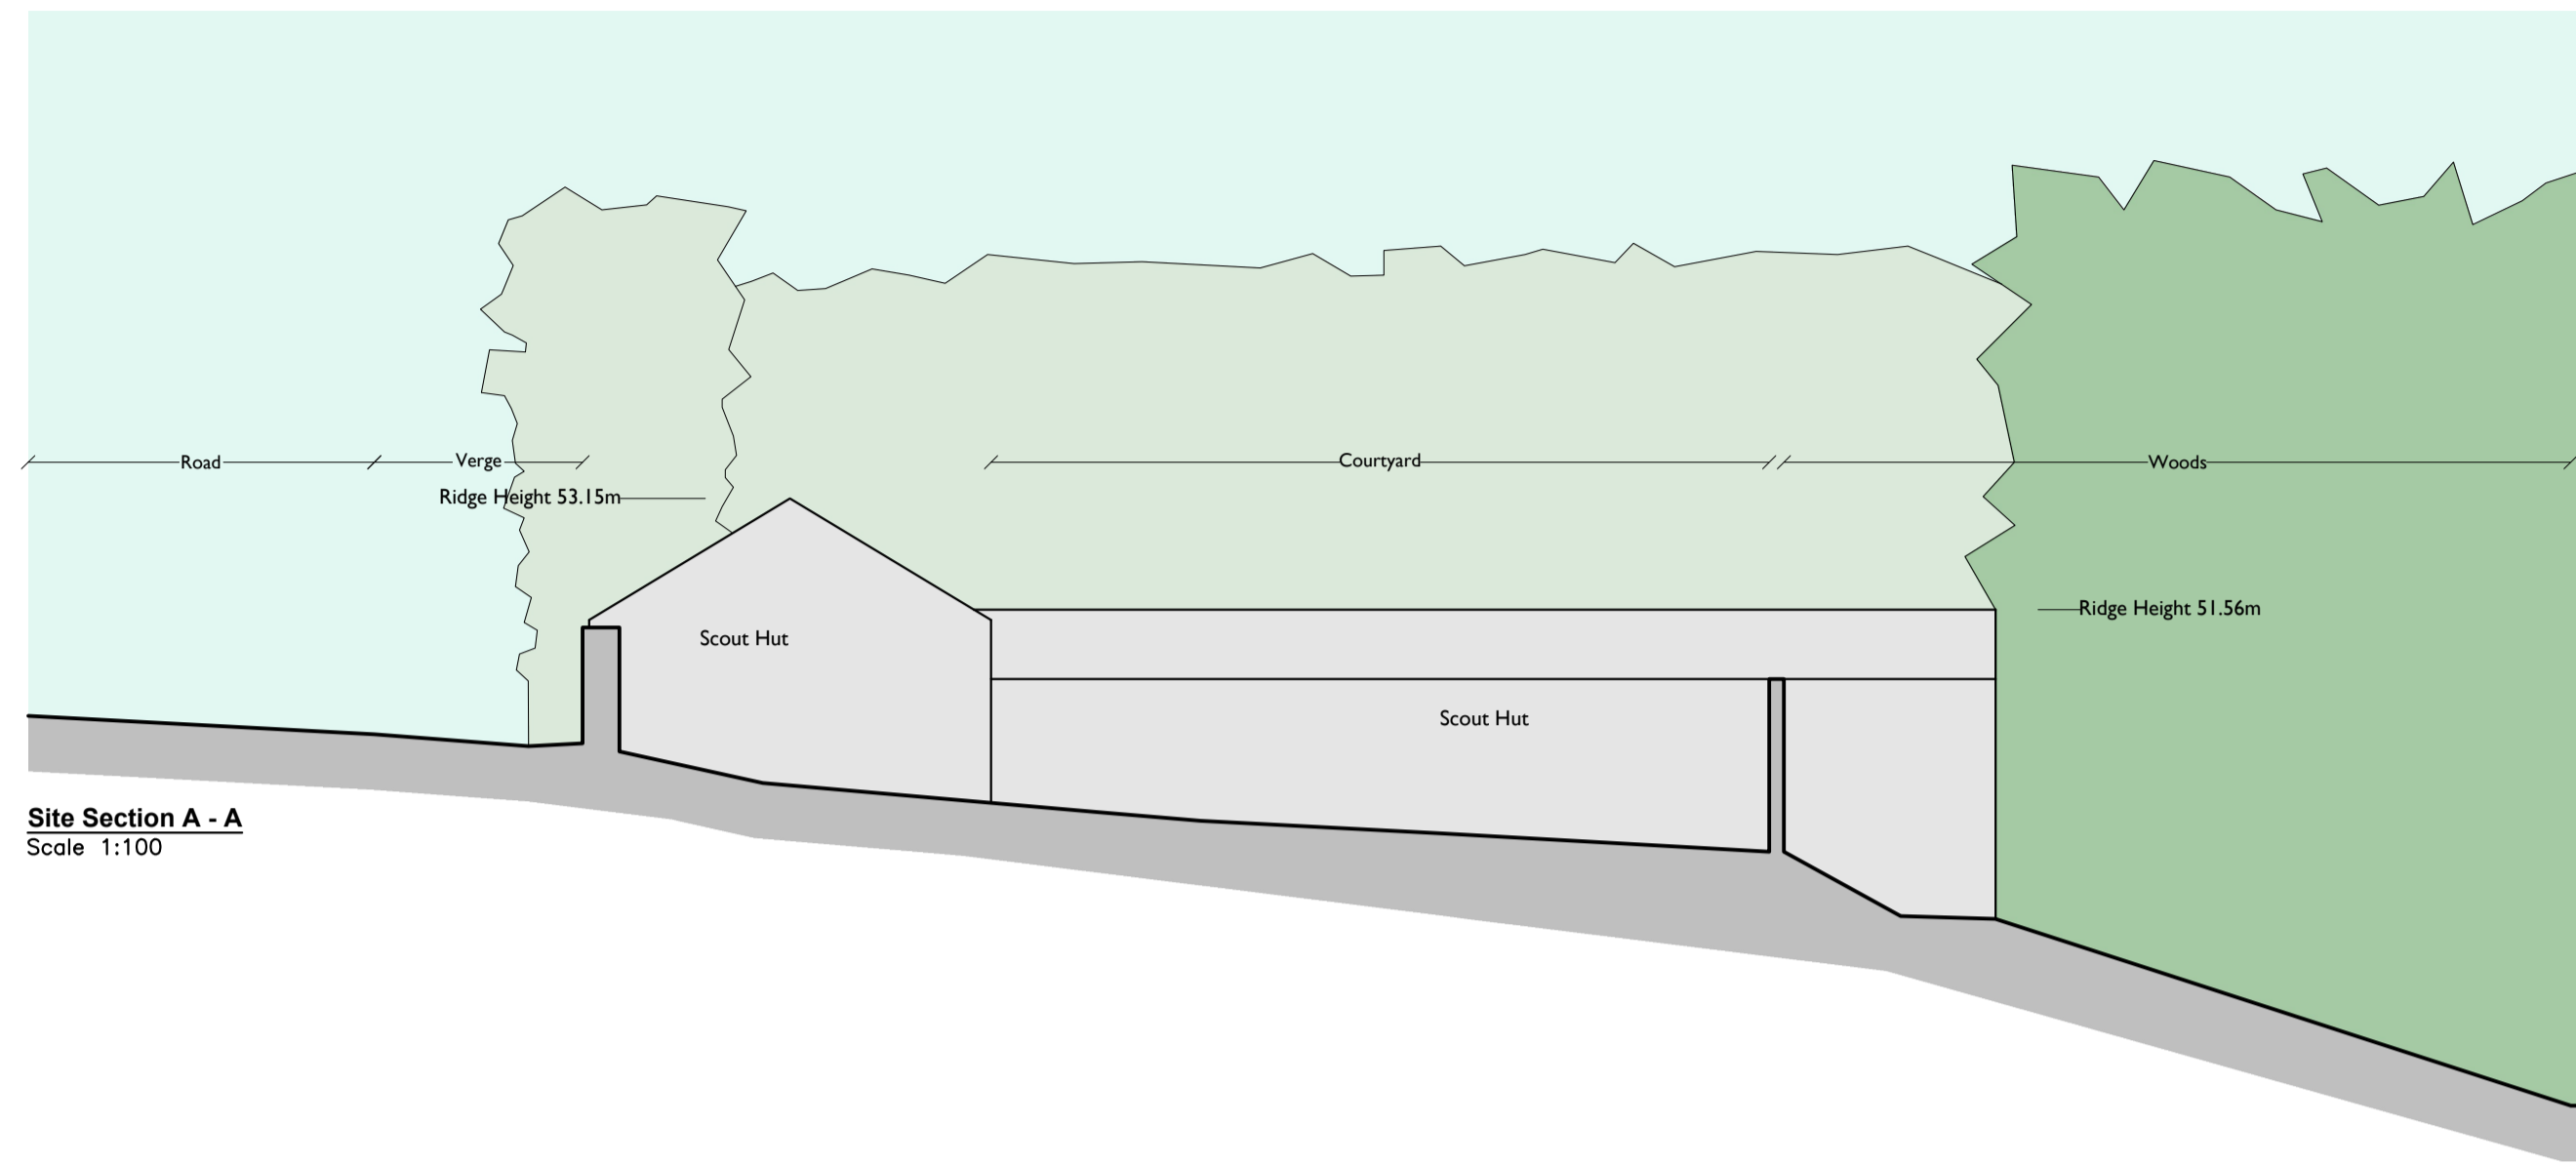 Road
Verge
Courtyard
Woods
Ridge Height 53.15m
Ridge Height 51.56m
Scout Hut
Scout Hut
Site Section A - A
Scale 1:100